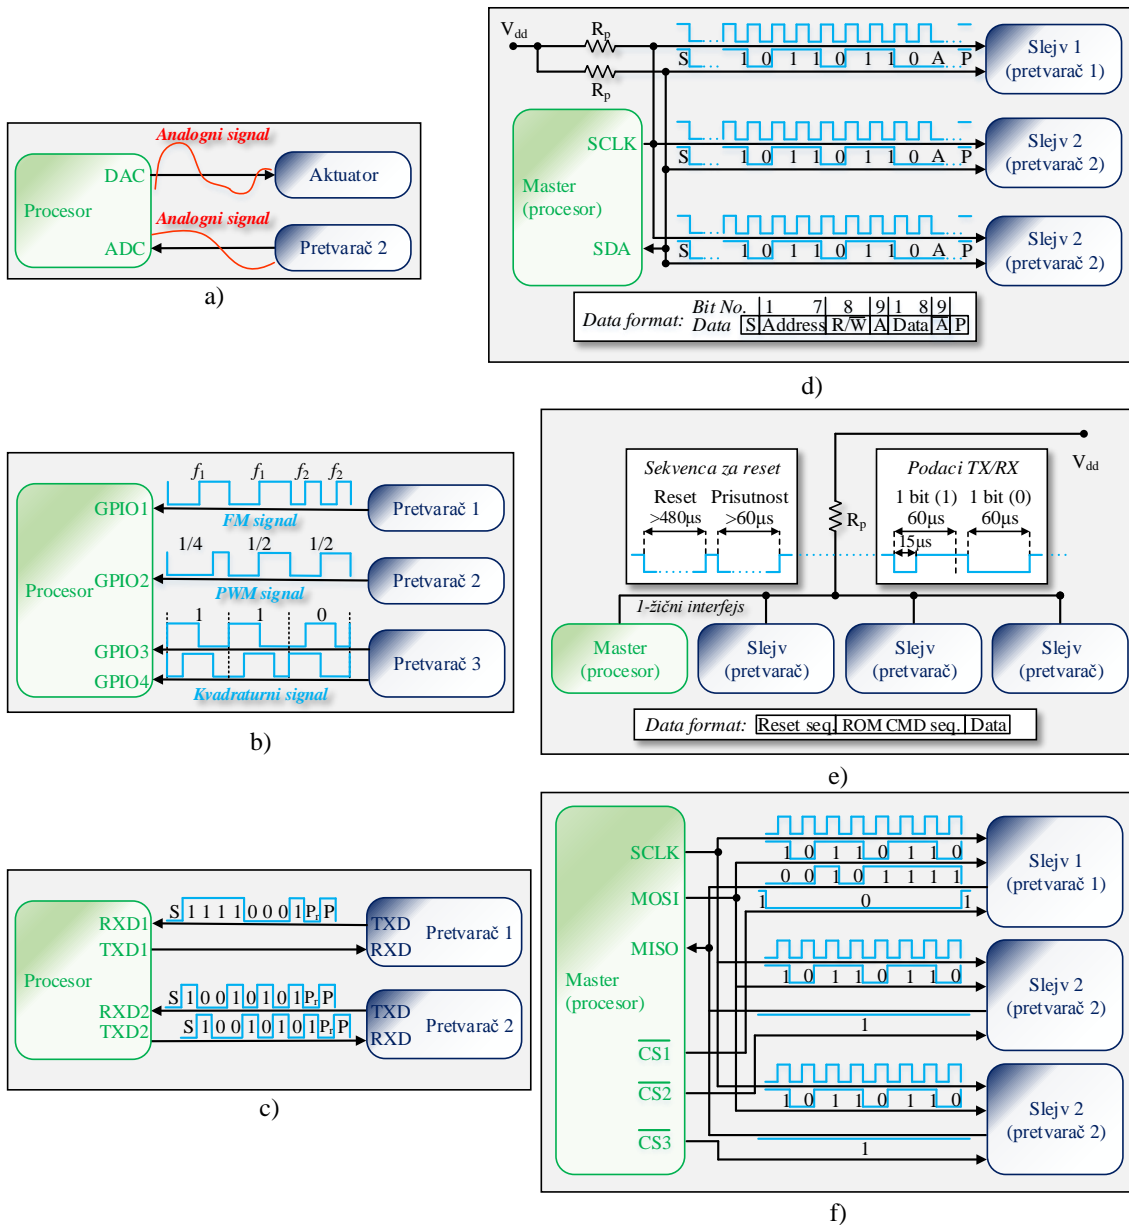 Analogni signal
DAC
Aktuator
Procesor
Analogni signal
ADC
Pretvarač 2
a)
f1 f1 f2 f2
GPIO1
FM signal
Pretvarač 1
1/4 1/2 1/2
Procesor
GPIO2
PWM signal
Pretvarač 2
1 1 0
GPIO3
GPIO4
Pretvarač 3
Kvadraturni signal
b)
S 1 1 1 1 0 0 0 1 Pr P
RXD1
TXD
Pretvarač 1
TXD1
RXD
Procesor
S 1 0 0 1 0 1 0 1 Pr P
RXD2
TXD
Pretvarač 2
TXD2
S 1 0 0 1 0 1 0 1 Pr P
RXD
c)
Vdd
Rp
Rp
S ... 1 0 1 1 0 1 1 0 A ... P
Slejv 1
(pretvarač 1)
SCLK
S ... 1 0 1 1 0 1 1 0 A ... P
Slejv 2
(pretvarač 2)
Master
(procesor)
SDA
S ... 1 0 1 1 0 1 1 0 A ... P
Slejv 2
(pretvarač 2)
Bit No. 1 7 8 9 1 8 9
Data format: Data S Address R/W̅ A Data A̅ P
d)
Vdd
Rp
Sekvenca za reset
Reset Prisutnost
>480µs >60µs
Podaci TX/RX
1 bit (1) 1 bit (0)
60µs 60µs
15µs
1-žični interfejs
Master
(procesor)
Slejv
(pretvarač)
Slejv
(pretvarač)
Slejv
(pretvarač)
Data format: Reset seq. ROM CMD seq. Data
e)
SCLK
MOSI
MISO
Master
(procesor)
C̅S̅1̅
C̅S̅2̅
C̅S̅3̅
1 0 1 1 0 1 1 0
0 0 1 0 1 1 1 1
1 0 1
Slejv 1
(pretvarač 1)
1 0 1 1 0 1 1 0
1
Slejv 2
(pretvarač 2)
1 0 1 1 0 1 1 0
1
Slejv 2
(pretvarač 2)
f)